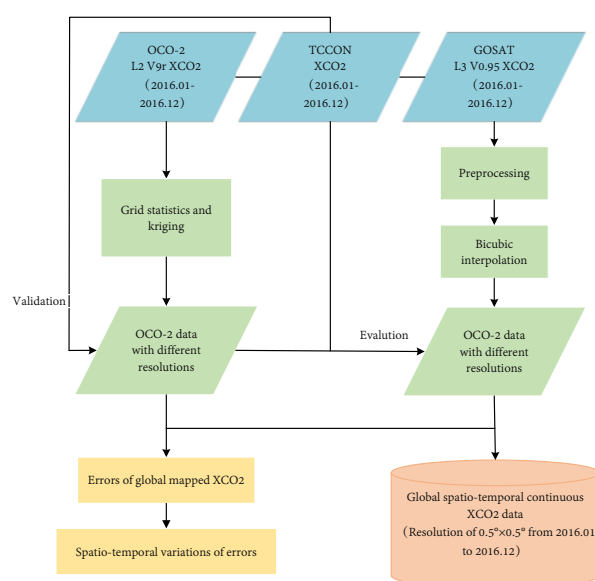 OCO-2
L2 V9r XCO2
(2016.01-
2016.12)
TCCON
XCO2
(2016.01-
2016.12)
GOSAT
L3 V0.95 XCO2
(2016.01-
2016.12)
Grid statistics and
kriging
Preprocessing
Bicubic
interpolation
Validation
OCO-2 data
with different
resolutions
Evalution
OCO-2 data
with different
resolutions
Errors of global mapped XCO2
Spatio-temporal variations of errors
Global spatio-temporal continuous
XCO2 data
(Resolution of 0.5°×0.5° from 2016.01
to 2016.12)